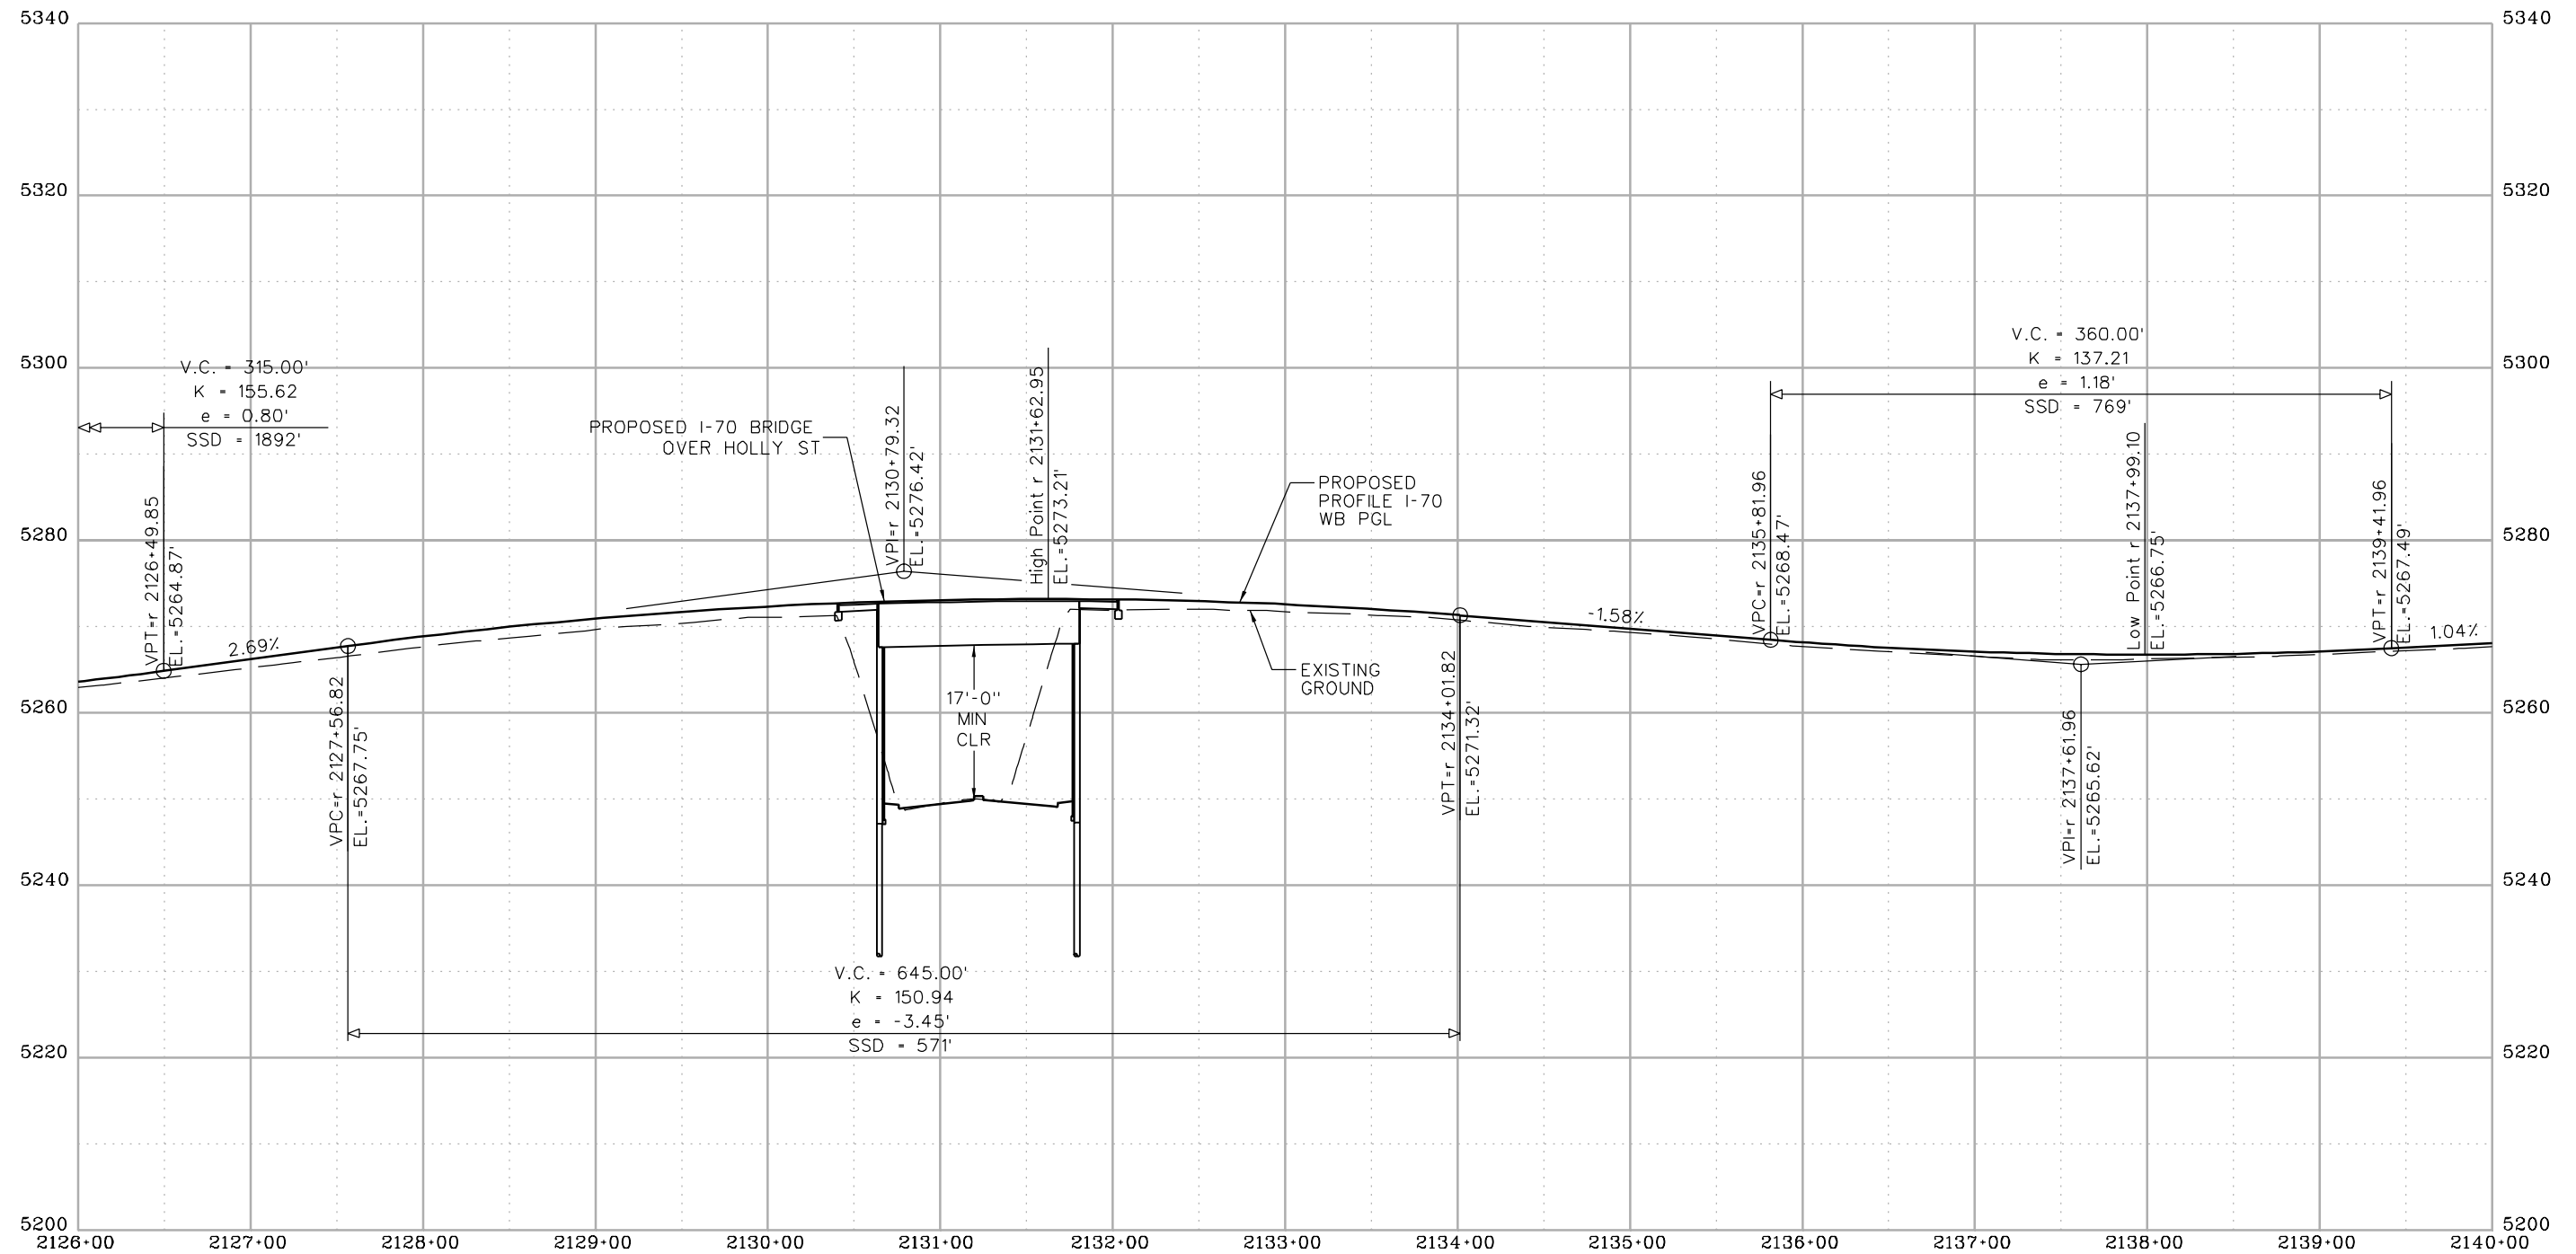 5340
5340
5320
5320
5300
5300
5280
5280
5260
5260
5240
5240
5220
5220
5200
5200
V.C. = 315.00'
K = 155.62
e = 0.80'
SSD = 1892'
VPT=r 2126+49.85
EL.=5264.87'
2.69%
VPC=r 2127+56.82
EL.=5267.75'
PROPOSED I-70 BRIDGE
OVER HOLLY ST
VPI=r 2130+79.32
EL.=5276.42'
High Point r 2131+62.95
EL.=5273.21'
17'-0"
MIN
CLR
V.C. = 645.00'
K = 150.94
e = -3.45'
SSD = 571'
PROPOSED
PROFILE I-70
WB PGL
EXISTING
GROUND
VPT=r 2134+01.82
EL.=5271.32'
-1.58%
VPC=r 2135+81.96
EL.=5268.47'
V.C. = 360.00'
K = 137.21
e = 1.18'
SSD = 769'
VPI=r 2137+61.96
EL.=5265.62'
Low Point r 2137+99.10
EL.=5266.75'
VPT=r 2139+41.96
EL.=5267.49'
1.04%
2126+00
2127+00
2128+00
2129+00
2130+00
2131+00
2132+00
2133+00
2134+00
2135+00
2136+00
2137+00
2138+00
2139+00
2140+00